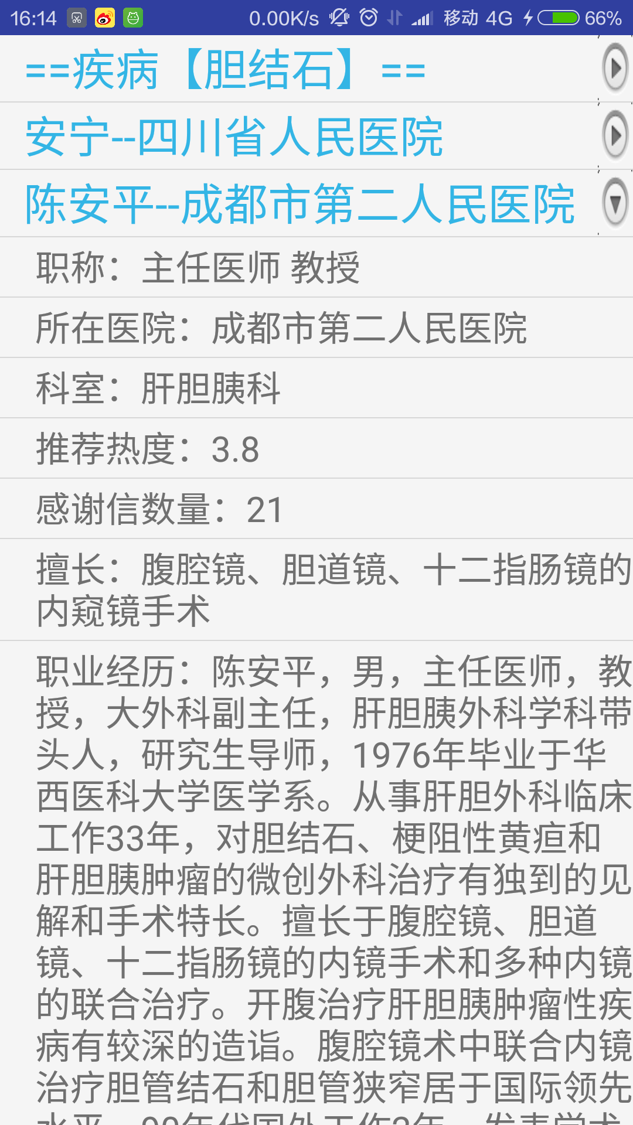 16:14
0.00K/s
移动 4G
66%
==疾病【胆结石】==
安宁--四川省人民医院
陈安平--成都市第二人民医院
职称：主任医师 教授
所在医院：成都市第二人民医院
科室：肝胆胰科
推荐热度：3.8
感谢信数量：21
擅长：腹腔镜、胆道镜、十二指肠镜的
内窥镜手术
职业经历：陈安平，男，主任医师，教
授，大外科副主任，肝胆胰外科学科带
头人，研究生导师，1976年毕业于华
西医科大学医学系。从事肝胆外科临床
工作33年，对胆结石、梗阻性黄疸和
肝胆胰肿瘤的微创外科治疗有独到的见
解和手术特长。擅长于腹腔镜、胆道
镜、十二指肠镜的内镜手术和多种内镜
的联合治疗。开腹治疗肝胆胰肿瘤性疾
病有较深的造诣。腹腔镜术中联合内镜
治疗胆管结石和胆管狭窄居于国际领先